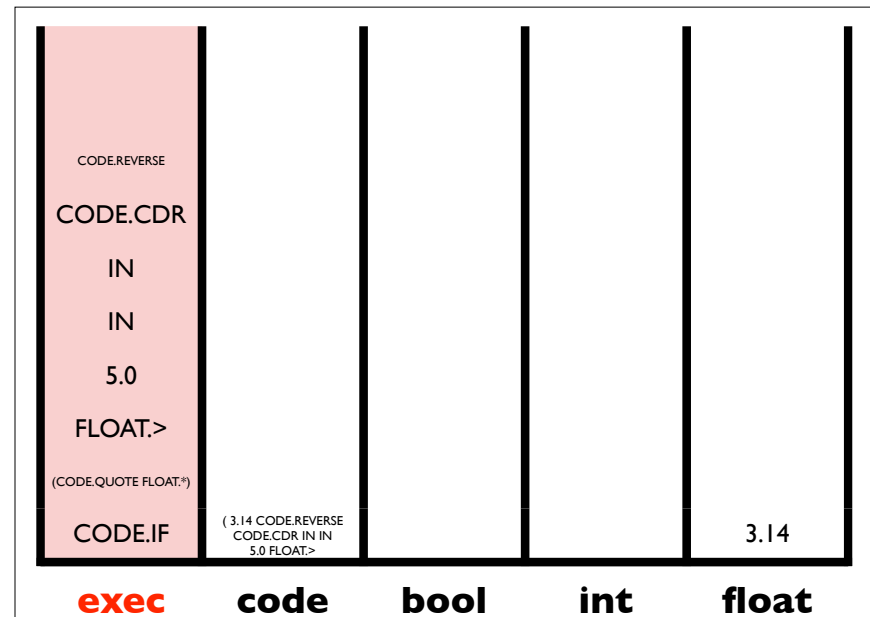 CODE.REVERSE
CODE.CDR
IN
IN
5.0
FLOAT.>
(CODE.QUOTE FLOAT.*)
CODE.IF
( 3.14 CODE.REVERSE
CODE.CDR IN IN
5.0 FLOAT.>
3.14
exec code bool int float